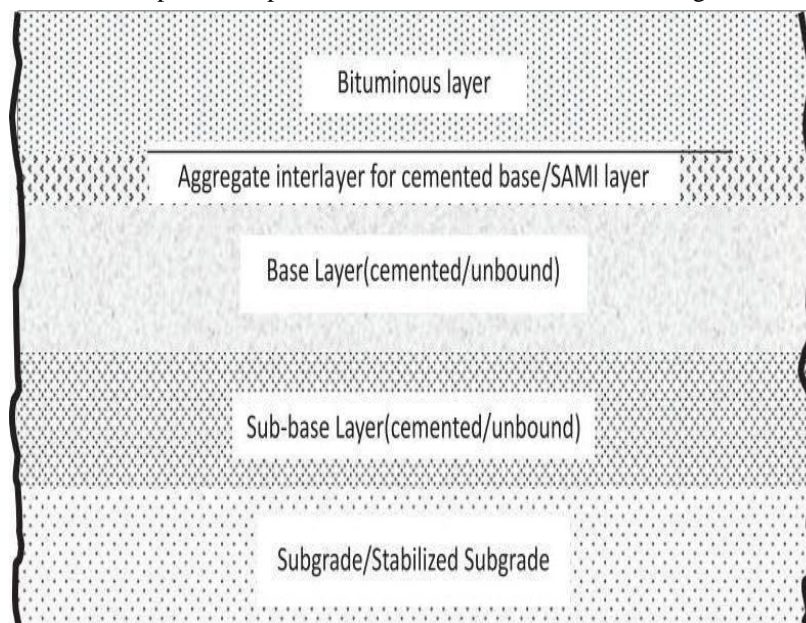 Bituminous layer
Aggregate interlayer for cemented base/SAMI layer
Base Layer(cemented/unbound)
Sub-base Layer(cemented/unbound)
Subgrade/Stabilized Subgrade